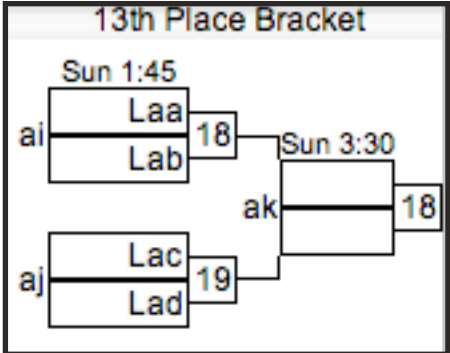 13th Place Bracket
Sun 1:45
Laa
ai
18
Lab
Sun 3:30
ak
18
Lac
aj
19
Lad